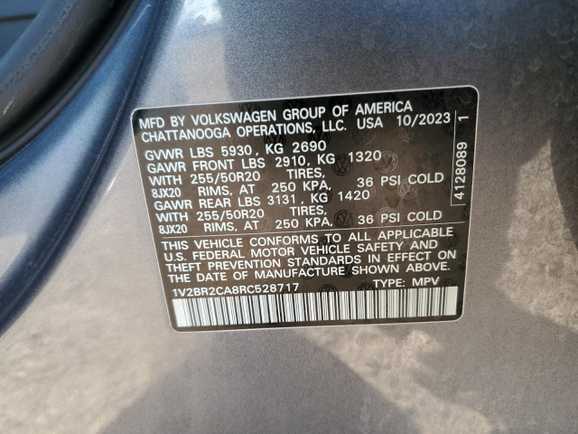 MFD BY VOLKSWAGEN GROUP OF AMERICA
CHATTANOOGA OPERATIONS, LLC. USA 10/2023
GVWR LBS 5930, KG 2690
GAWR FRONT LBS 2910, KG 1320
WITH 255/50R20 TIRES,
8JX20 RIMS, AT 250 KPA, 36 PSI COLD
GAWR REAR LBS 3131, KG 1420
WITH 255/50R20 TIRES,
8JX20 RIMS, AT 250 KPA, 36 PSI COLD
THIS VEHICLE CONFORMS TO ALL APPLICABLE
U.S. FEDERAL MOTOR VEHICLE SAFETY AND
THEFT PREVENTION STANDARDS IN EFFECT ON
THE DATE OF MANUFACTURE SHOWN ABOVE.
1V2BR2CA8RC528717 TYPE: MPV
4128089 1